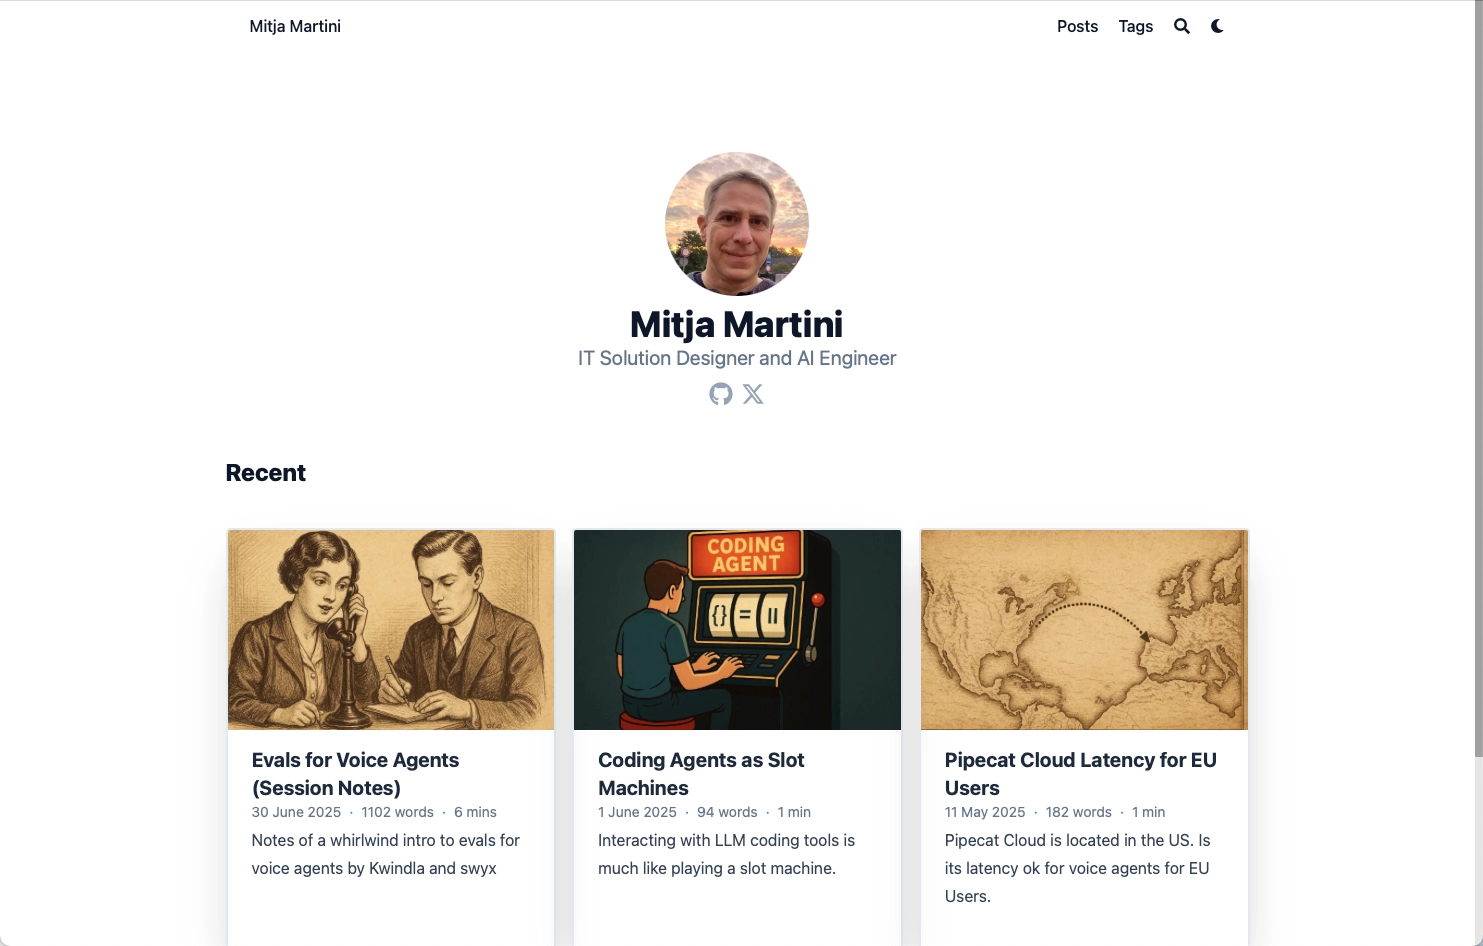 Mitja Martini
Posts
Tags
Mitja Martini
IT Solution Designer and AI Engineer
Recent
CODING
AGENT
{} = ||
Evals for Voice Agents
(Session Notes)
30 June 2025 · 1102 words · 6 mins
Notes of a whirlwind intro to evals for
voice agents by Kwindla and swyx
Coding Agents as Slot
Machines
1 June 2025 · 94 words · 1 min
Interacting with LLM coding tools is
much like playing a slot machine.
Pipecat Cloud Latency for EU
Users
11 May 2025 · 182 words · 1 min
Pipecat Cloud is located in the US. Is
its latency ok for voice agents for EU
Users.